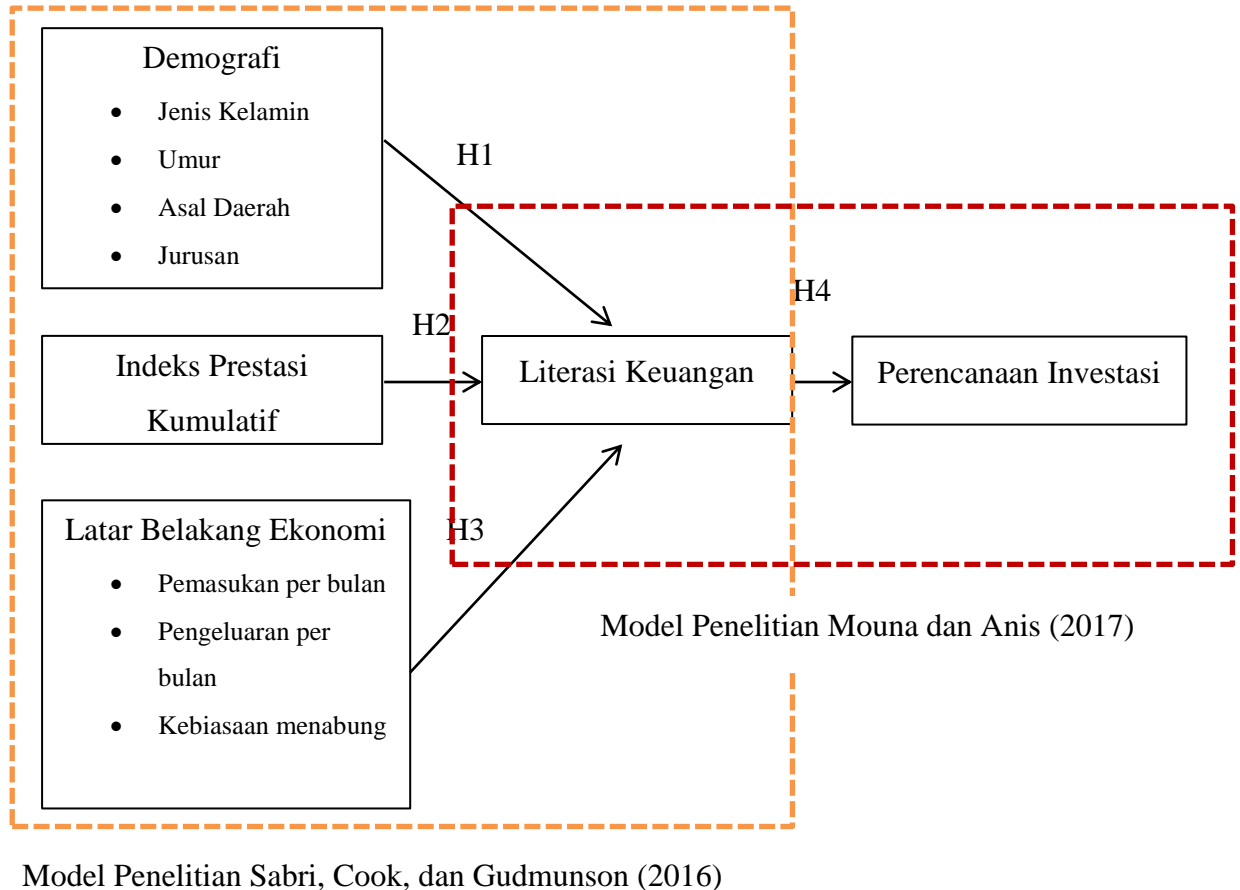 Demografi
• Jenis Kelamin
• Umur
• Asal Daerah
• Jurusan
H1
H2
Indeks Prestasi
Kumulatif
Literasi Keuangan
H4
Perencanaan Investasi
Latar Belakang Ekonomi
• Pemasukan per bulan
• Pengeluaran per
bulan
• Kebiasaan menabung
H3
Model Penelitian Mouna dan Anis (2017)
Model Penelitian Sabri, Cook, dan Gudmunson (2016)